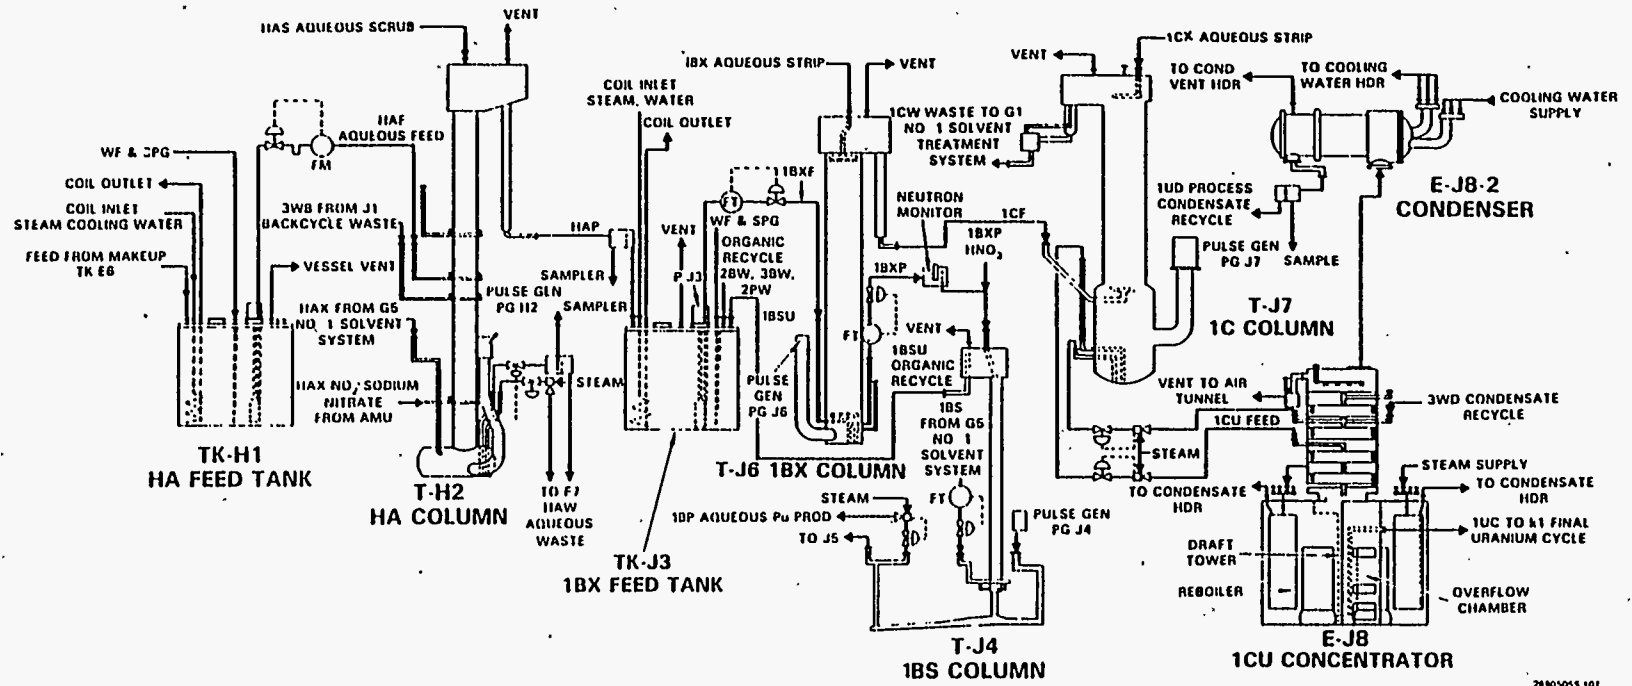 HAS AQUEOUS SCRUB
VENT
HAF
AQUEOUS FEED
FM
WF &
COIL OUTLET
COIL INLET
STEAM COOLING WATER
FEED FROM MAKEUP
TK E6
VESSEL VENT
3WB FROM J1
BACKCYCLE WASTE
HAX FROM G5
NO. 1 SOLVENT
SYSTEM
HAX NO, SODIUM
NITRATE
FROM AMU
TK-H1
HA FEED TANK
PULSE GEN
PG H2
HAP
SAMPLER
SAMPLER
STEAM
T-H2
HA COLUMN
TO F7
HAW
AQUEOUS
WASTE
COIL INLET
STEAM, WATER
COIL OUTLET
VENT
P J3
FT
1BXF
WF & SPG
ORGANIC
RECYCLE
2BW, 3BW,
2PW
1BSU
TK-J3
1BX FEED TANK
1BX AQUEOUS STRIP
VENT
PULSE
GEN
PG J6
T-J6 1BX COLUMN
1BXP
FT
NEUTRON
MONITOR
1CF
1BXP
HNO3
VENT
1BSU
ORGANIC
RECYCLE
1BS
FROM G5
NO 1
SOLVENT
SYSTEM
FT
STEAM
1BP AQUEOUS Pu PROD
TO J5
PULSE GEN
PG J4
T-J4
1BS COLUMN
1CX AQUEOUS STRIP
VENT
1CW WASTE TO G1
NO 1 SOLVENT
TREATMENT
SYSTEM
PULSE GEN
PG J7
T-J7
1C COLUMN
TO COND
VENT HDR
TO COOLING
WATER HDR
COOLING WATER
SUPPLY
1UD PROCESS
CONDENSATE
RECYCLE
SAMPLE
E-J8-2
CONDENSER
VENT TO AIR
TUNNEL
1CU FEED
STEAM
3WD CONDENSATE
RECYCLE
STEAM SUPPLY
TO CONDENSATE
HDR
TO CONDENSATE
HDR
1UC TO K1 FINAL
URANIUM CYCLE
DRAFT
TOWER
REBOILER
OVERFLOW
CHAMBER
E-J8
1CU CONCENTRATOR